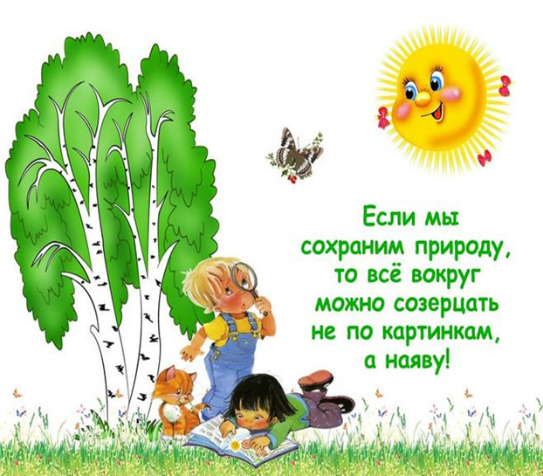 Если мы
сохраним природу,
то всё вокруг
можно созерцать
не по картинкам,
а наяву!